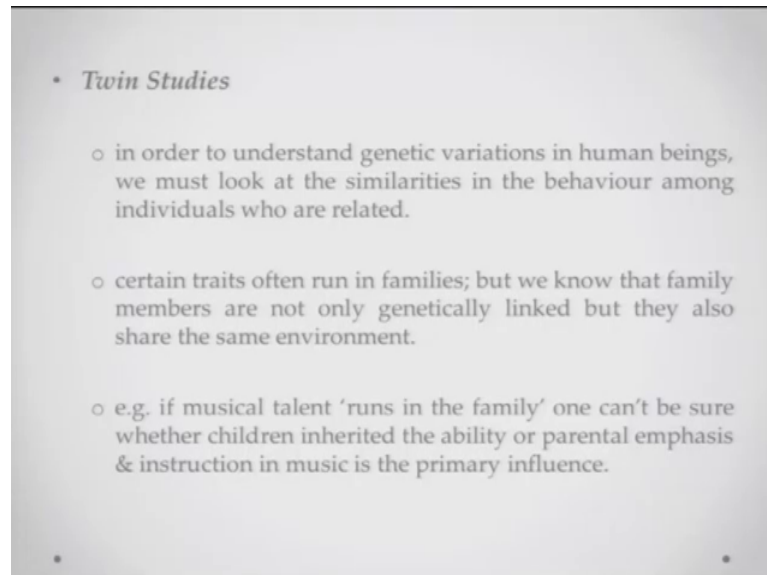 • Twin Studies
o in order to understand genetic variations in human beings,
we must look at the similarities in the behaviour among
individuals who are related.
o certain traits often run in families; but we know that family
members are not only genetically linked but they also
share the same environment.
o e.g. if musical talent ‘runs in the family’ one can’t be sure
whether children inherited the ability or parental emphasis
& instruction in music is the primary influence.